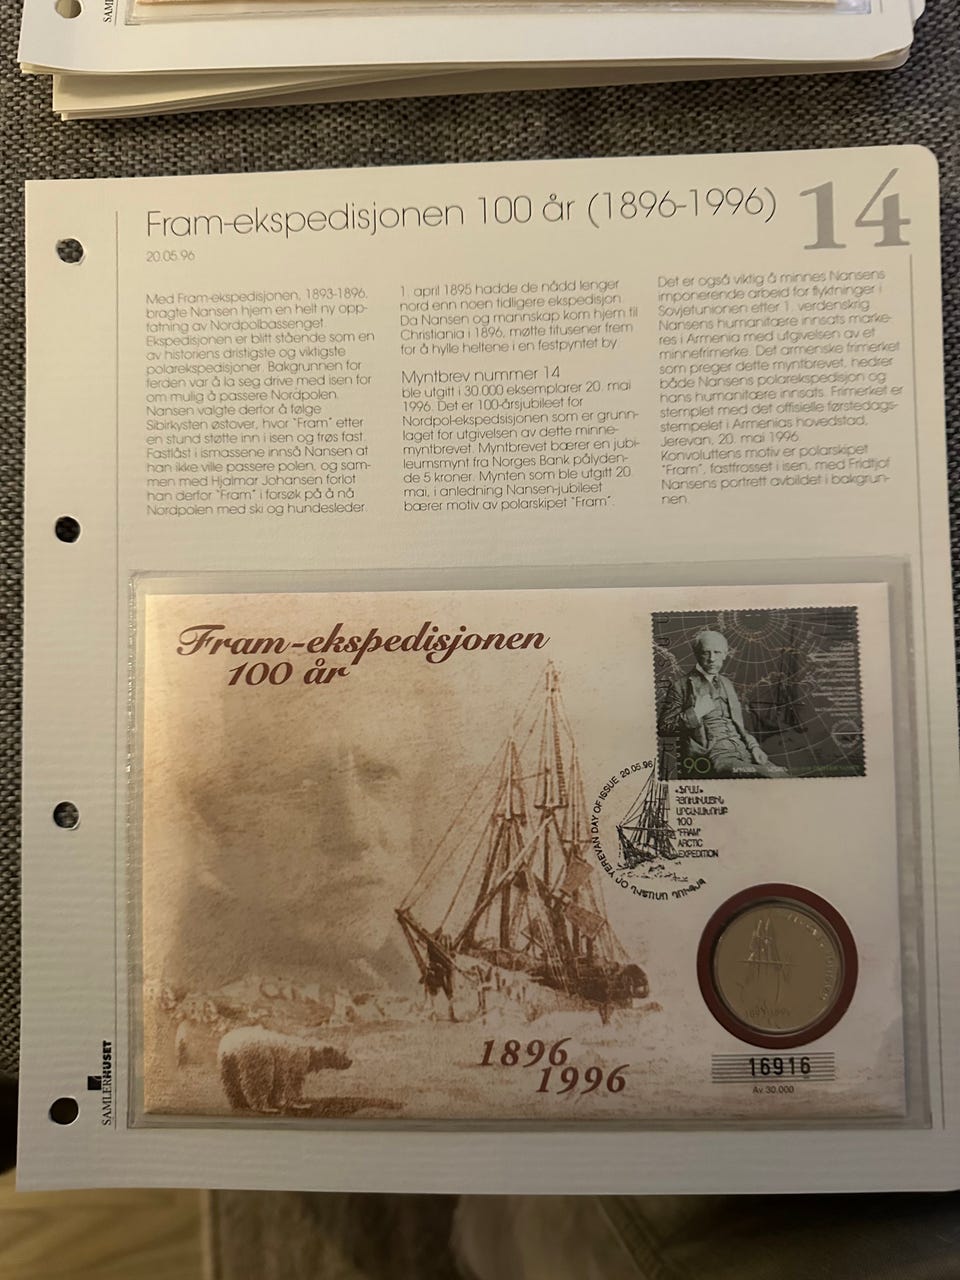 SAML
Fram-ekspedisjonen 100 år (1896-1996)
14
20.05.96
Med Fram-ekspedisjonen, 1893-1896,
bragte Nansen hjem en helt ny opp-
fatning av Nordpolbassenget.
Ekspedisjonen er blitt stående som en
av historiens dristigste og viktigste
polarekspedisjoner. Bakgrunnen for
ferden var å la seg drive med isen for
om mulig å passere Nordpolen.
Nansen valgte derfor å følge
Sibirkysten østover, hvor "Fram" etter
en stund støtte inn i isen og frøs fast.
Fastlåst i ismassene innså Nansen at
han ikke ville passere polen, og sam-
men med Hjalmar Johansen forlot
han derfor "Fram" i forsøk på å nå
Nordpolen med ski og hundesleder.
1. april 1895 hadde de nådd lenger
nord enn noen tidligere ekspedisjon.
Da Nansen og mannskap kom hjem til
Christiania i 1896, møtte titusener frem
for å hylle heltene i en festpyntet by.
Myntbrev nummer 14
ble utgitt i 30.000 eksemplarer 20. mai
1996. Det er 100-årsjubileet for
Nordpol-ekspedisjonen som er grunn-
laget for utgivelsen av dette minne-
myntbrevet. Myntbrevet bærer en jubi-
leumsmynt fra Norges Bank pålyden-
de 5 kroner. Mynten som ble utgitt 20.
mai, i anledning Nansen-jubileet
bærer motiv av polarskipet "Fram".
Det er også viktig å minnes Nansens
imponerende arbeid for flyktninger i
Sovjetunionen etter 1. verdenskrig.
Nansens humanitære innsats marke-
res i Armenia med utgivelsen av et
minnefrimerke. Det armenske frimerket
som preger dette myntbrevet, hedrer
både Nansens polarekspedisjon og
hans humanitære innsats. Frimerket er
stemplet med det offisielle førstedags-
stempelet i Armenias hovedstad,
Jerevan, 20. mai 1996.
Konvoluttens motiv er polarskipet
"Fram", fastfrosset i isen, med Fridtjof
Nansens portrett avbildet i bakgrun-
nen.
Fram-ekspedisjonen
100 år
90
YEREVAN DAY OF ISSUE 20.05.96
100
"FRAM"
ARCTIC
EXPEDITION
1896
1996
16916
Av 30.000
SAMLERHUSET